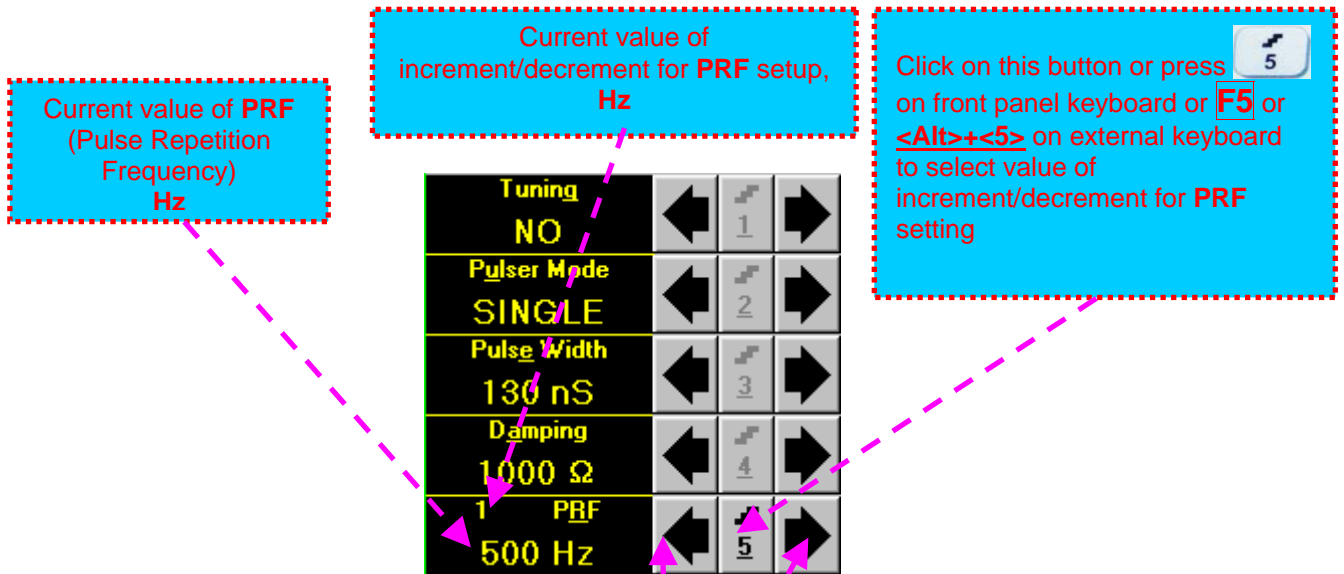 Current value of PRF
(Pulse Repetition
Frequency)
Hz
Current value of
increment/decrement for PRF setup,
Hz
Click on this button or press 5
on front panel keyboard or F5 or
<Alt>+<5> on external keyboard
to select value of
increment/decrement for PRF
setting
Tuning
NO
1
Pulser Mode
SINGLE
2
Pulse Width
130 nS
3
Damping
1000 Ω
4
1 PRF
500 Hz
5